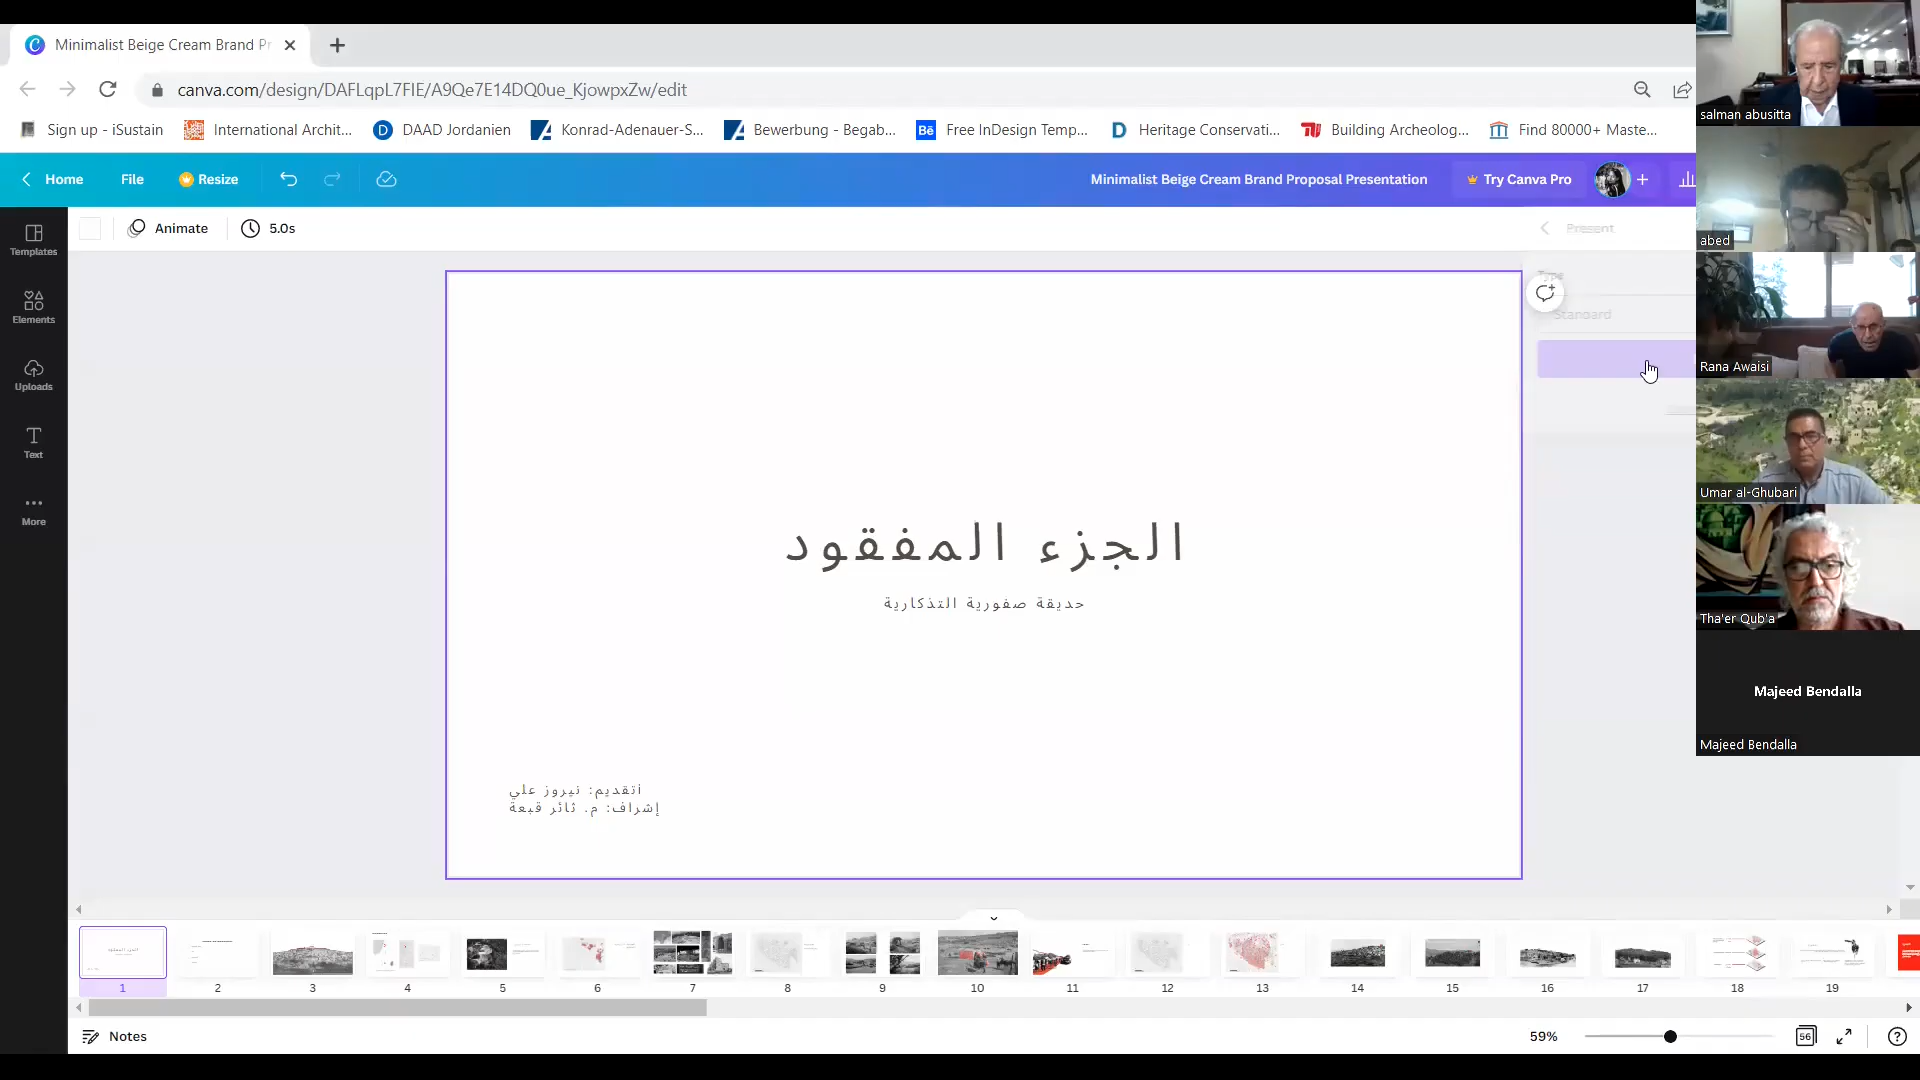 Minimalist Beige Cream Brand Pr
canva.com/design/DAFLqpL7FIE/A9Qe7E14DQ0ue_KjowpxZw/edit
Sign up - iSustain
International Archit...
DAAD Jordanien
Konrad-Adenauer-S...
Bewerbung - Begab...
Free InDesign Temp...
Heritage Conservati...
Building Archeolog...
Find 80000+ Maste...
Home
File
Resize
Minimalist Beige Cream Brand Proposal Presentation
Try Canva Pro
Animate
5.0s
Present
Type
Standard
Templates
Elements
Uploads
Text
More
الجزء المفقود
حديقة صفورية التذكارية
أتقديم: نيروز علي
إشراف: م. ثائر قبعة
salman abusitta
abed
Rana Awaisi
Umar al-Ghubari
Tha'er Qub'a
Majeed Bendalla
Majeed Bendalla
1
2
3
4
5
6
7
8
9
10
11
12
13
14
15
16
17
18
19
Notes
59%
56